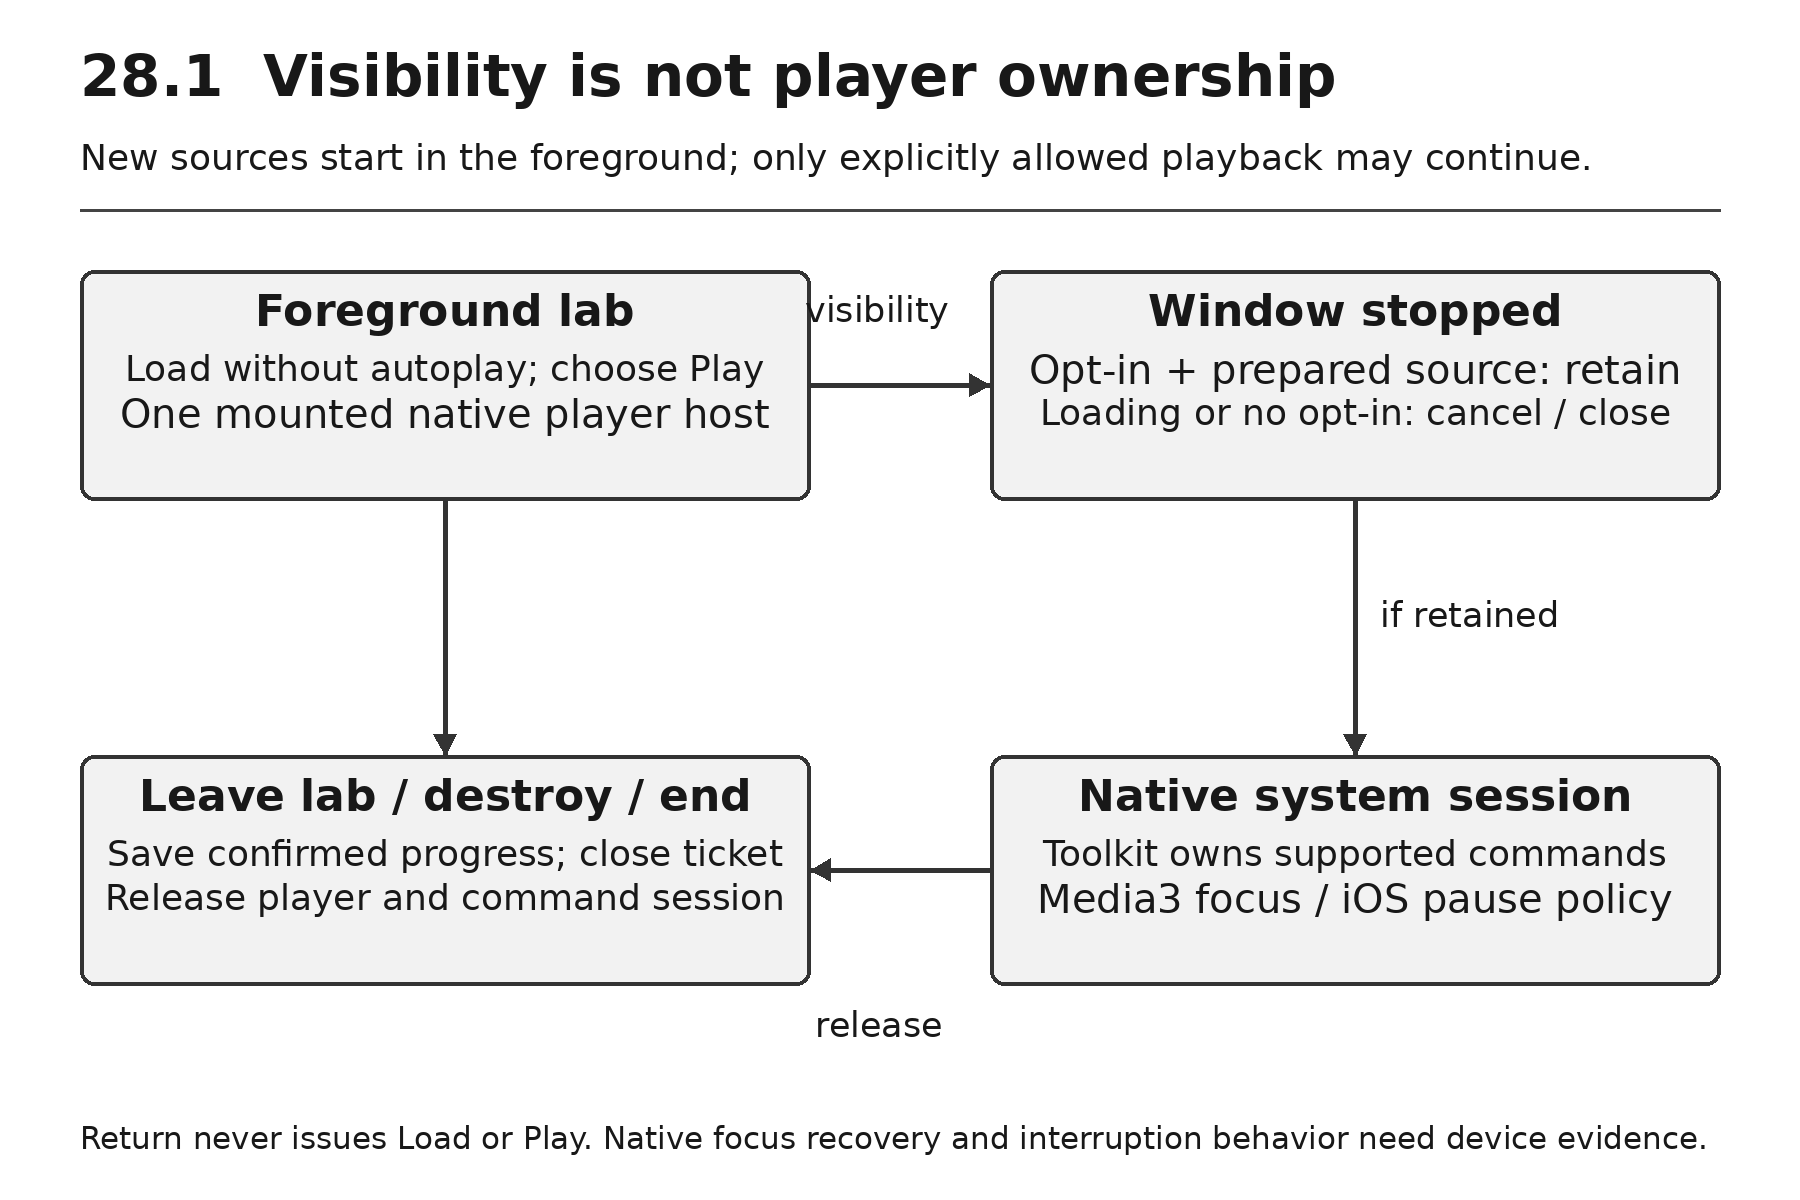 28.1 Visibility is not player ownership
New sources start in the foreground; only explicitly allowed playback may continue.
Foreground lab
Load without autoplay; choose Play
One mounted native player host
visibility
Window stopped
Opt-in + prepared source: retain
Loading or no opt-in: cancel / close
if retained
Leave lab / destroy / end
Save confirmed progress; close ticket
Release player and command session
Native system session
Toolkit owns supported commands
Media3 focus / iOS pause policy
release
Return never issues Load or Play. Native focus recovery and interruption behavior need device evidence.